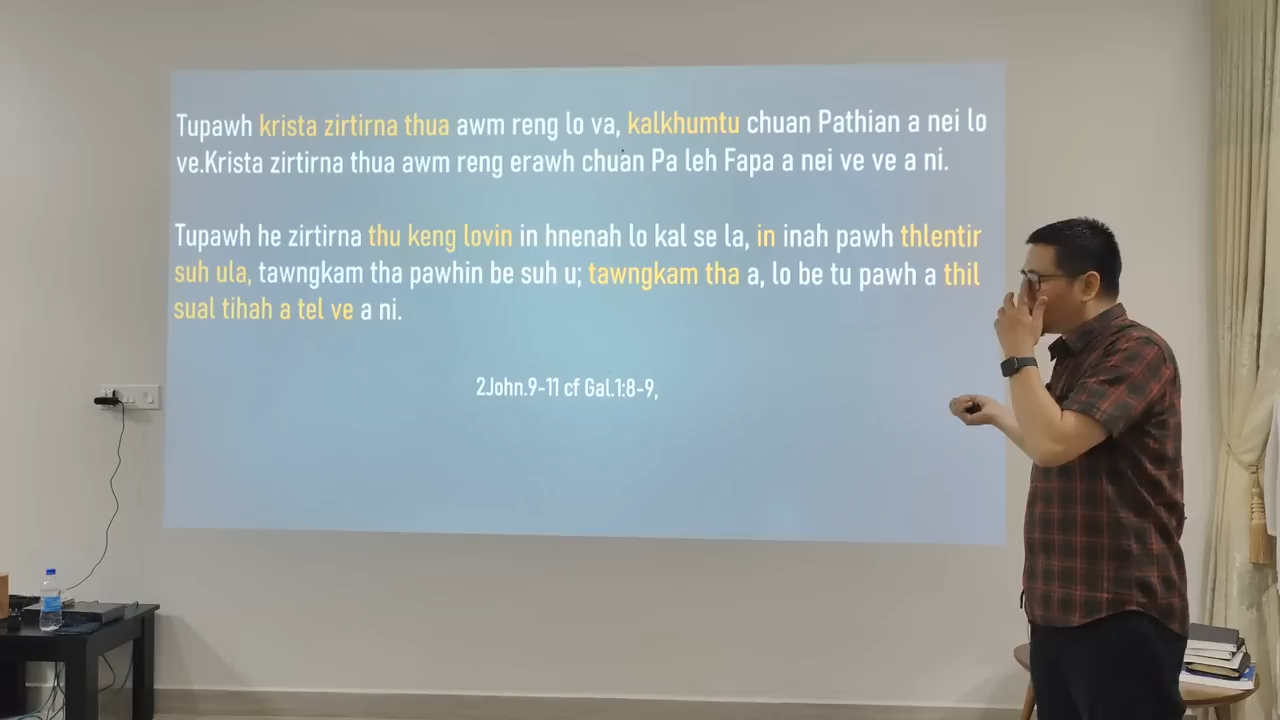 Tupawh krista zirtirna thua awm reng lo va, kalkhumtu chuan Pathian a nei lo
ve.Krista zirtirna thua awm reng erawh chuan Pa leh Fapa a nei ve ve a ni.
Tupawh he zirtirna thu keng lovin in hnenah lo kal se la, in inah pawh thlentir
suh ula, tawngkam tha pawhin be suh u; tawngkam tha a, lo be tu pawh a thil
sual tihah a tel ve a ni.
2John.9-11 cf Gal.1:8-9,